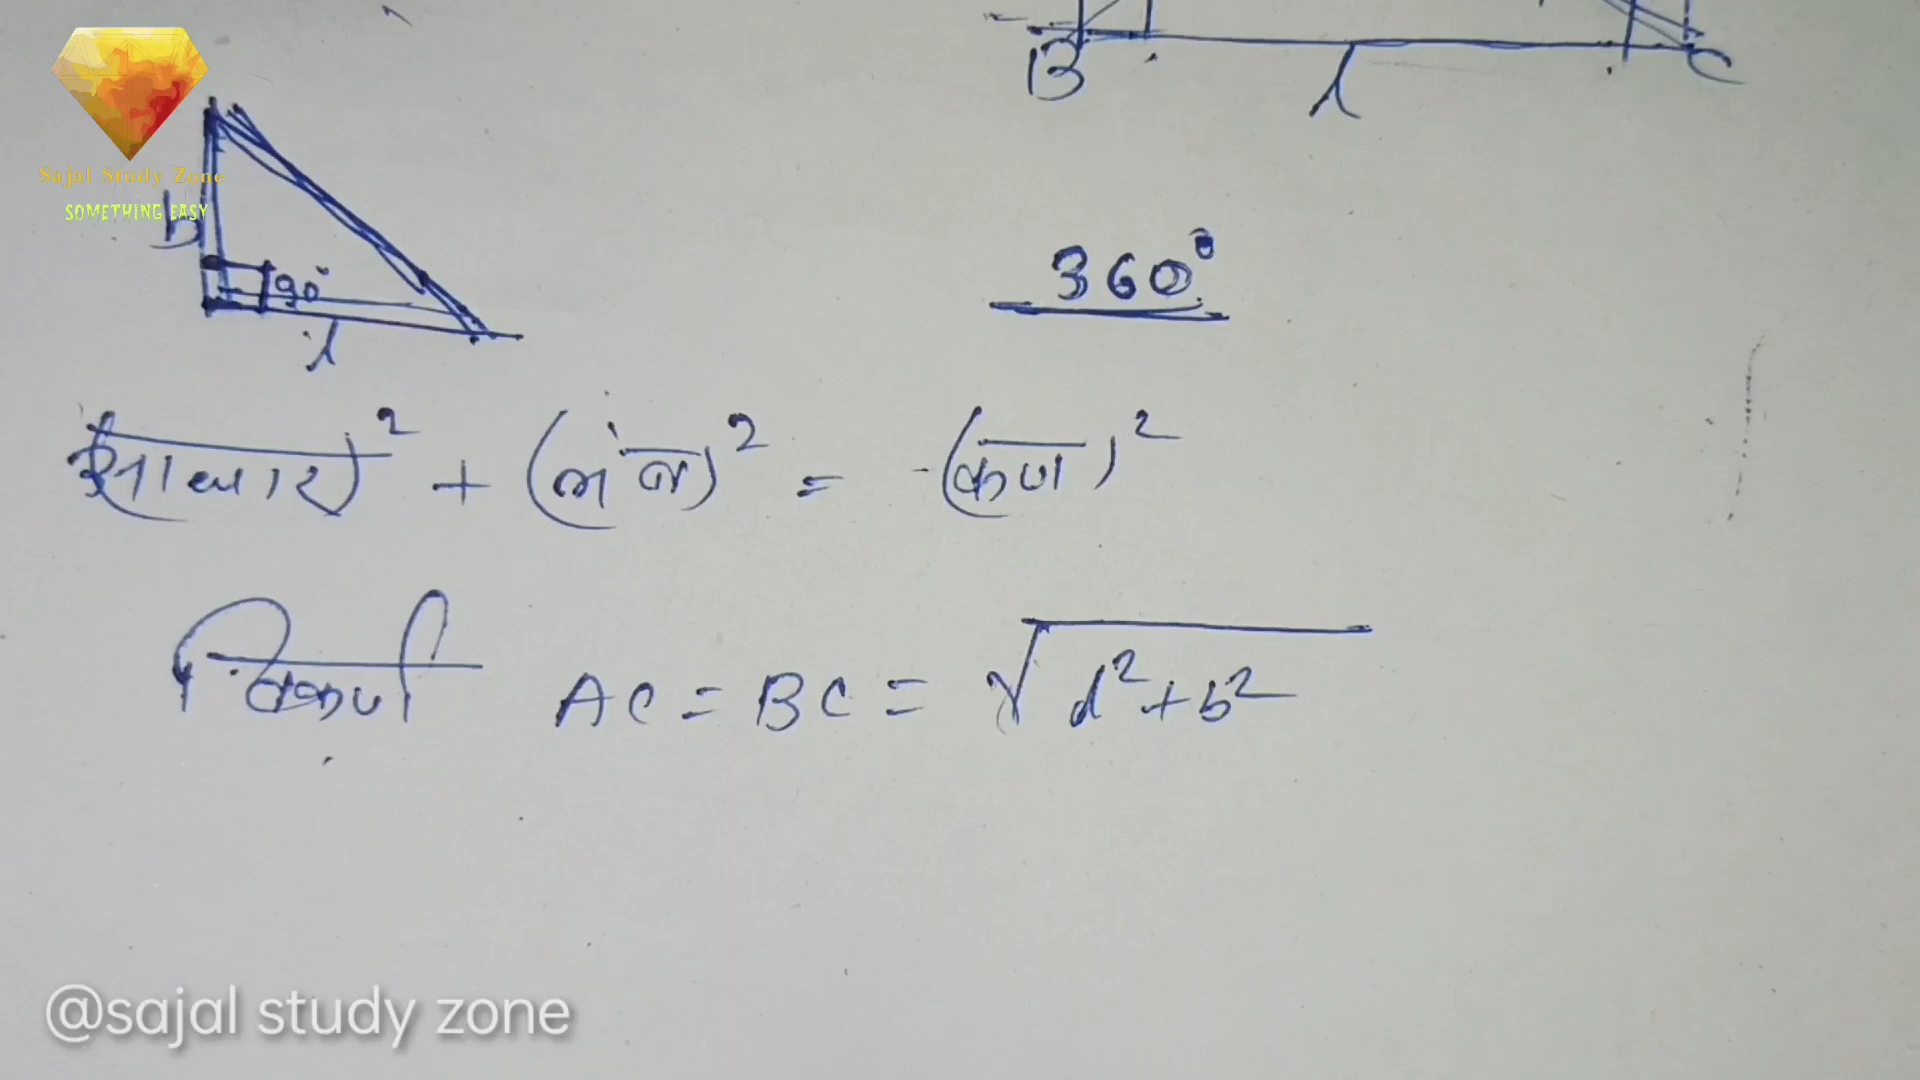 B
l
C
Sajal Study Zone
SOMETHING EASY
b
90°
l
360°
(आधार)² + (लंब)² = (कर्ण)²
विकर्ण AC = BC = √d²+b²
@sajal study zone